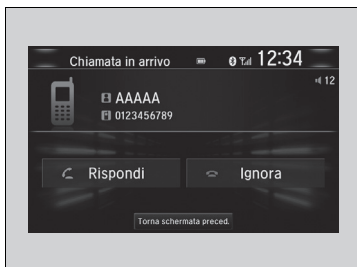 Chiamata in arrivo 12:34
12
AAAAA
0123456789
Rispondi Ignora
Torna schermata preced.